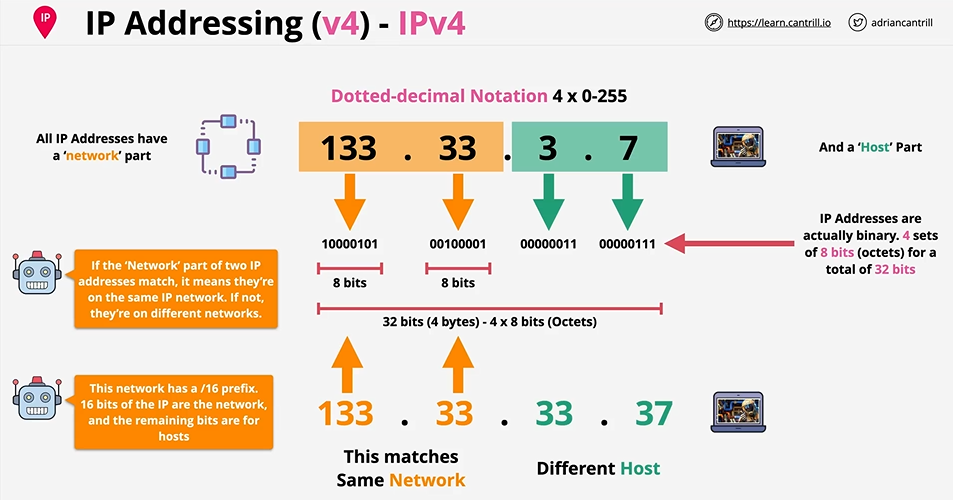 IP
IP Addressing (v4) - IPv4
https://learn.cantrill.io
adriancantrill
Dotted-decimal Notation 4 x 0-255
All IP Addresses have
a ‘network’ part
133 . 33 . 3 . 7
And a ‘Host’ Part
10000101 00100001 00000011 00000111
IP Addresses are
actually binary. 4 sets
of 8 bits (octets) for a
total of 32 bits
8 bits 8 bits
If the ‘Network’ part of two IP
addresses match, it means they’re
on the same IP network. If not,
they’re on different networks.
32 bits (4 bytes) - 4 x 8 bits (Octets)
This network has a /16 prefix.
16 bits of the IP are the network,
and the remaining bits are for
hosts
133 . 33 . 33 . 37
This matches
Same Network
Different Host